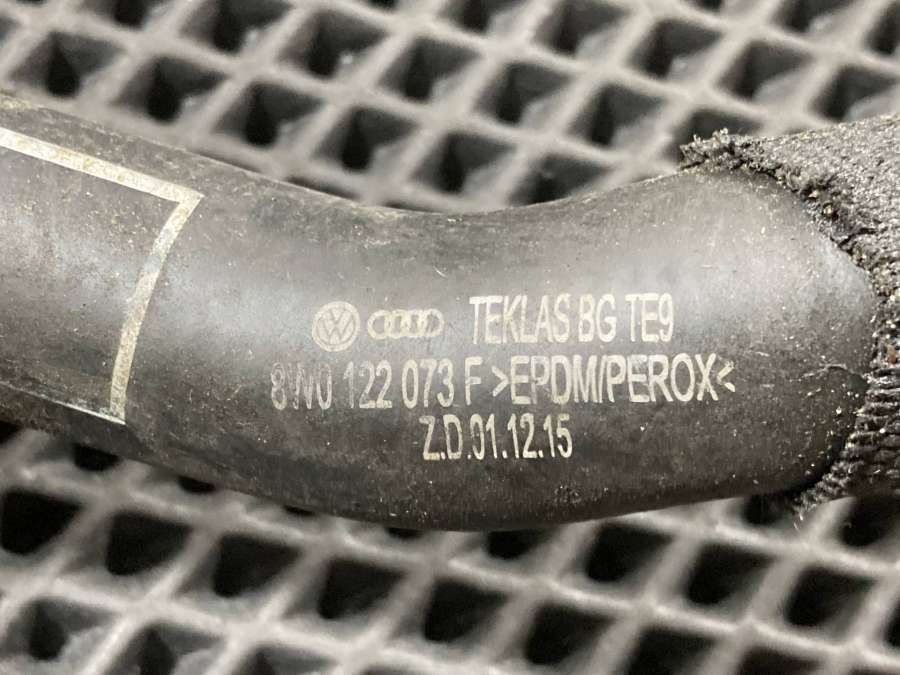 TEKLAS BG TE9
8W0 122 073 F >EPDM/PEROX<
Z.D.01.12.15